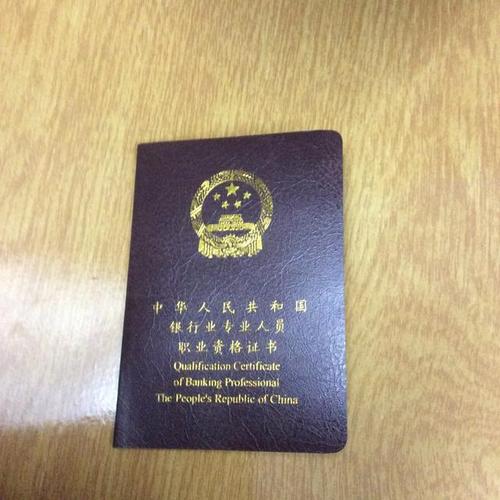 中华人民共和国
银行业专业人员
职业资格证书
Qualification Certificate
of Banking Professional
The People's Republic of China